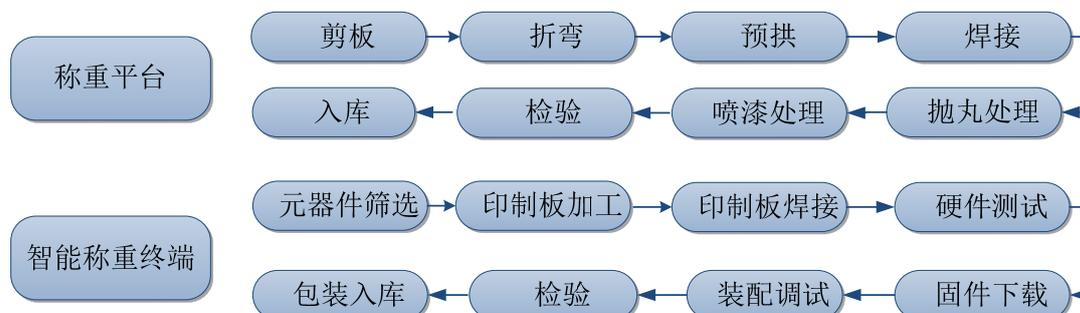 称重平台
剪板
折弯
预拱
焊接
入库
检验
喷漆处理
抛丸处理
智能称重终端
元器件筛选
印制板加工
印制板焊接
硬件测试
包装入库
检验
装配调试
固件下载